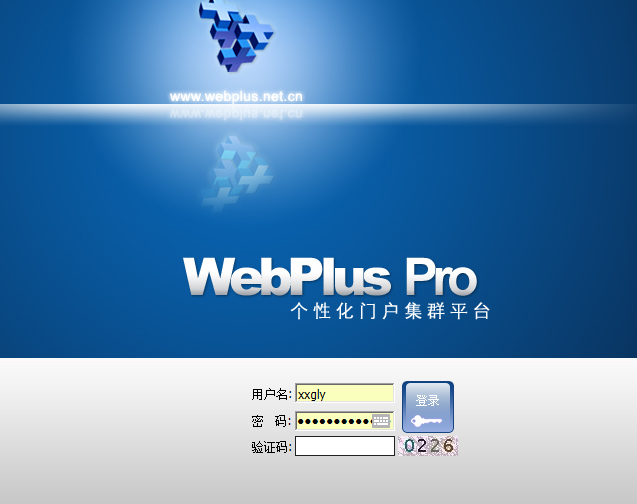 www.webplus.net.cn
WebPlus Pro
个性化门户集群平台
用户名: xxgly
登录
密 码: ●●●●●●●●●●●
验证码: 0226